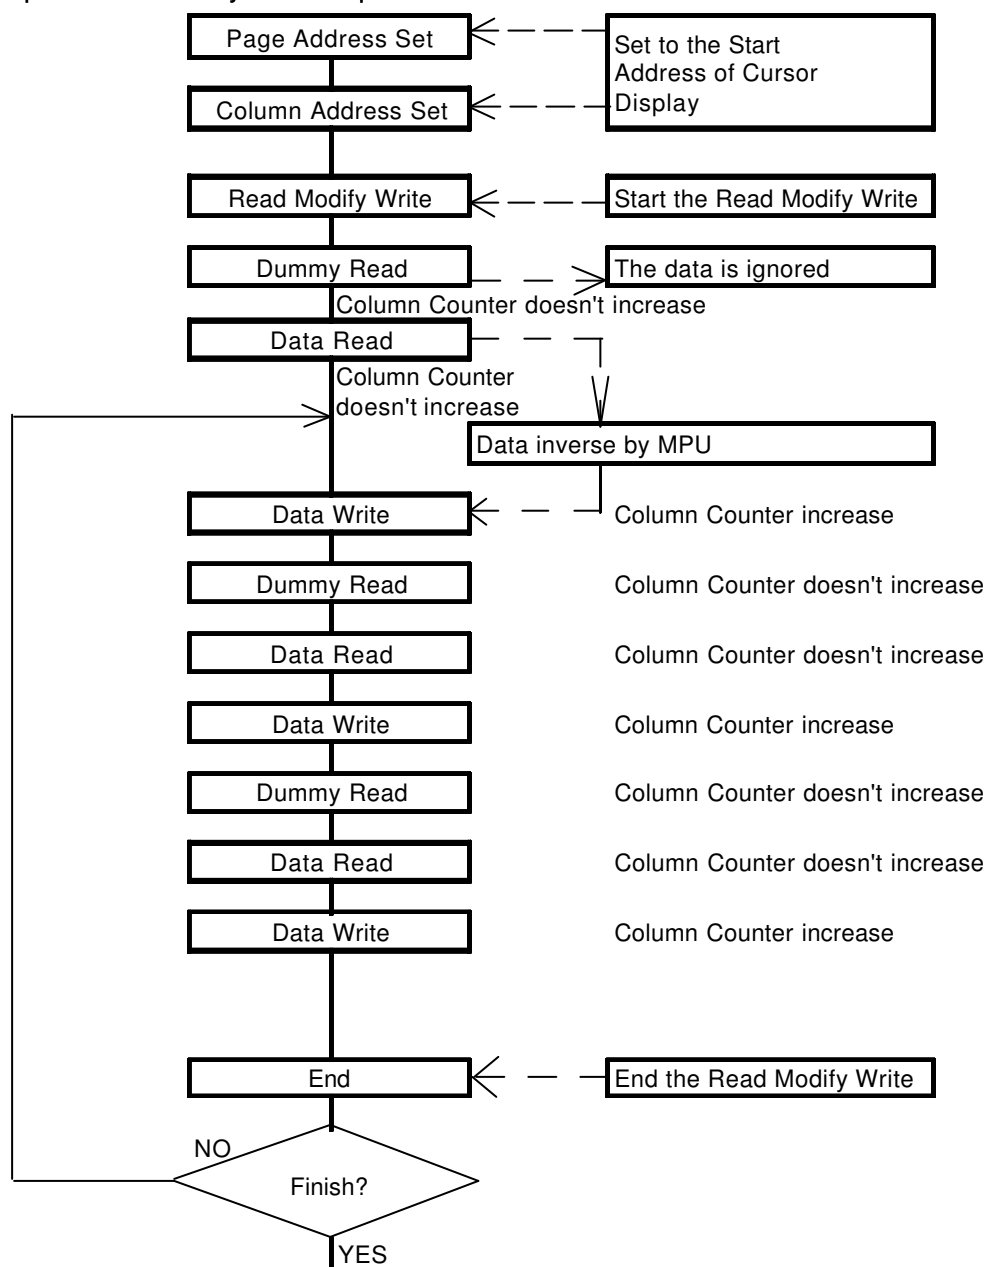 Page Address Set
Set to the Start
Address of Cursor
Display
Column Address Set
Read Modify Write
Start the Read Modify Write
Dummy Read
The data is ignored
Column Counter doesn't increase
Data Read
Column Counter
doesn't increase
Data inverse by MPU
Data Write
Column Counter increase
Dummy Read
Column Counter doesn't increase
Data Read
Column Counter doesn't increase
Data Write
Column Counter increase
Dummy Read
Column Counter doesn't increase
Data Read
Column Counter doesn't increase
Data Write
Column Counter increase
End
End the Read Modify Write
NO
Finish?
YES